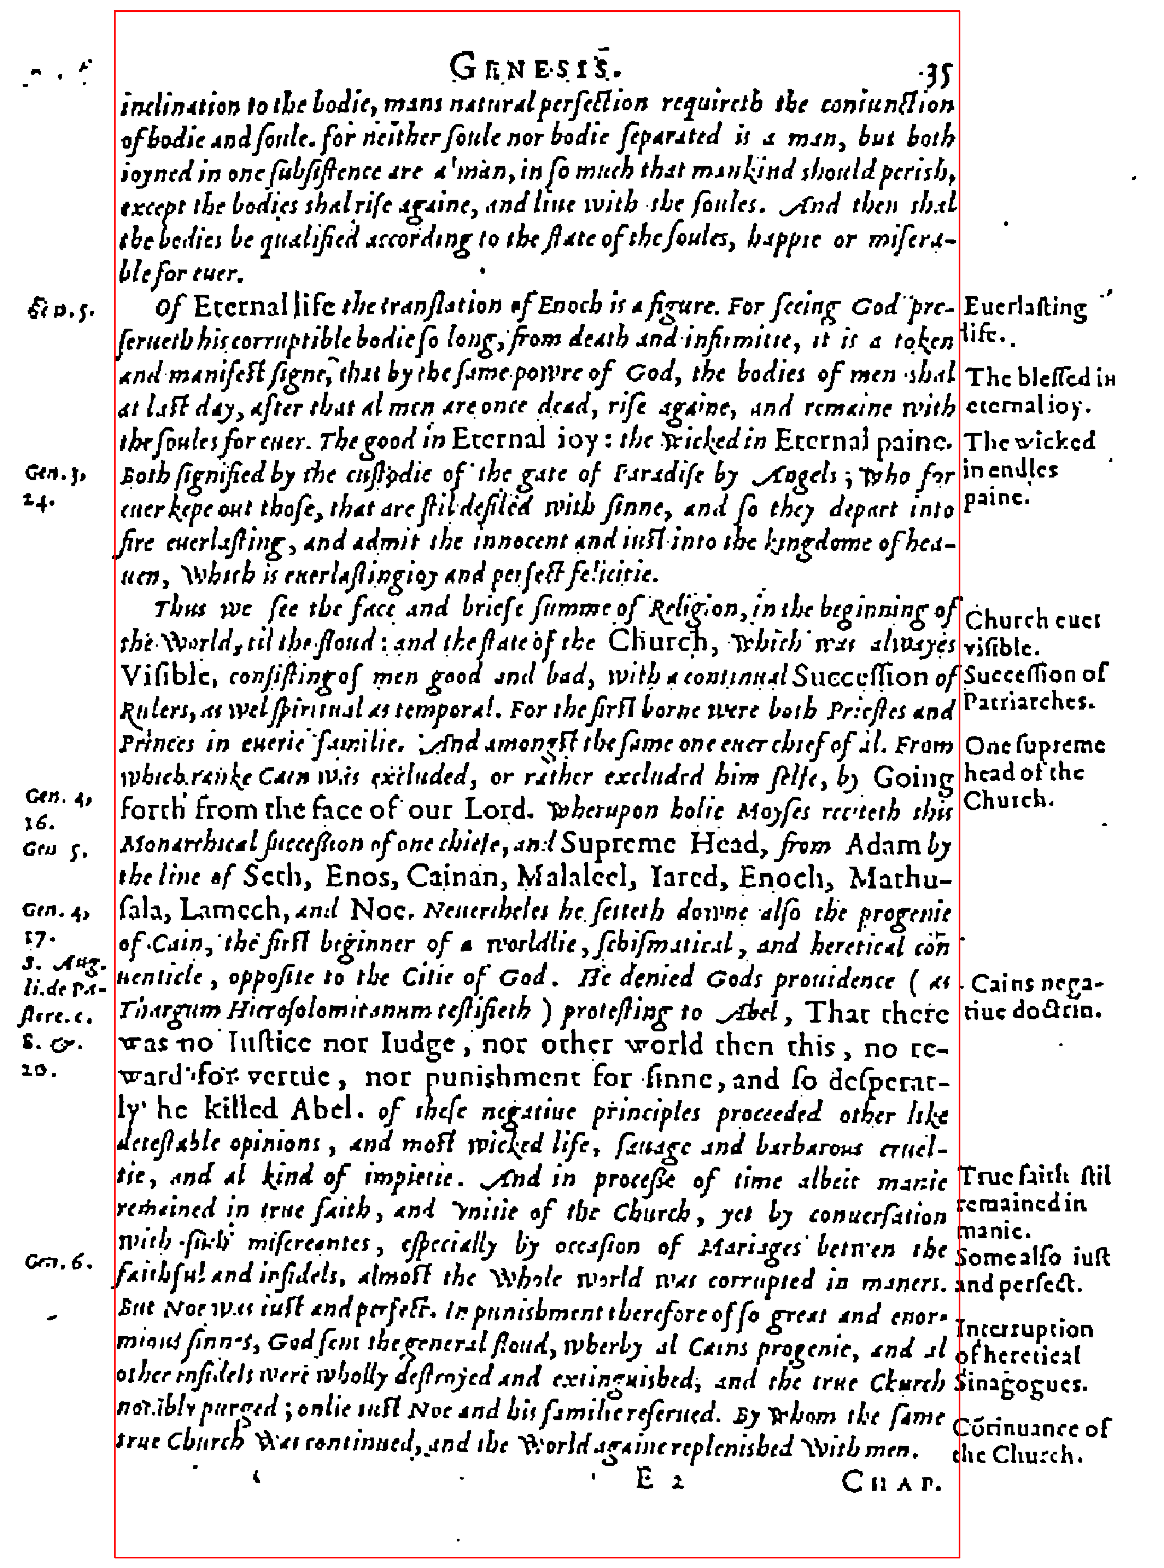 GENESIS. 35
inclination to the bodie, mans natural perfection requireth the coniunction
of bodie and ſoule. for neither ſoule nor bodie ſeparated is a man, but both
ioyned in one ſubſiſtence are a man, in ſo much that mankind should perish,
except the bodies shal riſe againe, and liue with the ſoules. And then shal
the bodies be qualified according to the ſtate of the ſoules, happie or miſera-
ble for euer.
Gen. 5.
Of Eternal life the tranſlation of Enoch is a figure. For ſeeing God pre-
ſerueth his corruptible bodie ſo long, from death and infirmitie, it is a token
and manifeſt ſigne, that by the ſame powre of God, the bodies of men shal
at laſt day, after that al men are once dead, riſe againe, and remaine with
the ſoules for euer. The good in Eternal ioy: the wicked in Eternal paine.
Both ſignified by the cuſtodie of the gate of Paradiſe by Angels; Who for
euer kepe out thoſe, that are ſtil defiled with ſinne, and ſo they depart into
fire euerlaſting, and admit the innocent and iuſt into the kingdome of hea-
uen, Which is euerlaſting ioy and perfect felicitie.
Euerlaſting
life.
The bleſſed in
eternal ioy.
The wicked
in endles
paine.
Gen. 3,
24.
Thus we ſee the face and briefe ſumme of Religion, in the beginning of
the World, til the floud: and the ſtate of the Church, Which was alwayes
Viſible, conſiſting of men good and bad, with a continual Succeſſion of
Rulers, as wel ſpiritual as temporal. For the firſt borne were both Prieſtes and
Princes in euerie familie. And amongſt the ſame one euer chief of al. From
which ranke Cain was excluded, or rather excluded him ſelfe, by Going
forth from the face of our Lord. Wherupon holie Moyſes reciteth this
Monarchical ſucceſſion of one chiefe, and Supreme Head, from Adam by
the line of Seth, Enos, Cainan, Malaleel, Iared, Enoch, Mathu-
ſala, Lamech, and Noe. Neuertheles he ſetteth downe alſo the progenie
of Cain, the firſt beginner of a worldlie, ſchiſmatical, and heretical cōn
uenticle, oppoſite to the Citie of God. He denied Gods prouidence ( as
Thargum Hieroſolomitanum teſtifieth ) proteſting to Abel, That there
was no Iuſtice nor Iudge, nor other world then this, no re-
ward for vertue, nor punishment for ſinne, and ſo deſperat-
ly he killed Abel. Of theſe negatiue principles proceeded other like
deteſtable opinions, and moſt wicked life, ſauage and barbarous cruel-
tie, and al kind of impietie. And in proceſſe of time albeit manie
remained in true faith, and vnitie of the Church, yet by conuerſation
with ſuch miſcreantes, eſpecially by occaſion of Mariages betwen the
faithful and infidels, almoſt the Whole world was corrupted in maners.
But Noe was iuſt and perfect. In punishment therefore of ſo great and enor-
mious ſinnes, God ſent the general floud, wherby al Cains progenie, and al
other infidels were wholly deſtroyed and extinguished; and the true Church
notably purged; onlie iuſt Noe and his familie reſerued. By Whom the ſame
true Church Was continued, and the World againe replenished With men.
Church euer
viſible.
Succeſſion of
Patriarches.
One ſupreme
head of the
Church.
Gen. 4,
16.
Gen 5.
Gen. 4,
17.
S. Aug.
li. de Pa-
ſtore. c.
8. &.
20.
Cains nega-
tiue doctrin.
True faith ſtil
remained in
manie.
Some alſo iuſt
and perfect.
Gen. 6.
Interruption
of heretical
Sinagogues.
Cōtinuance of
the Church.
E 2 CHAP.